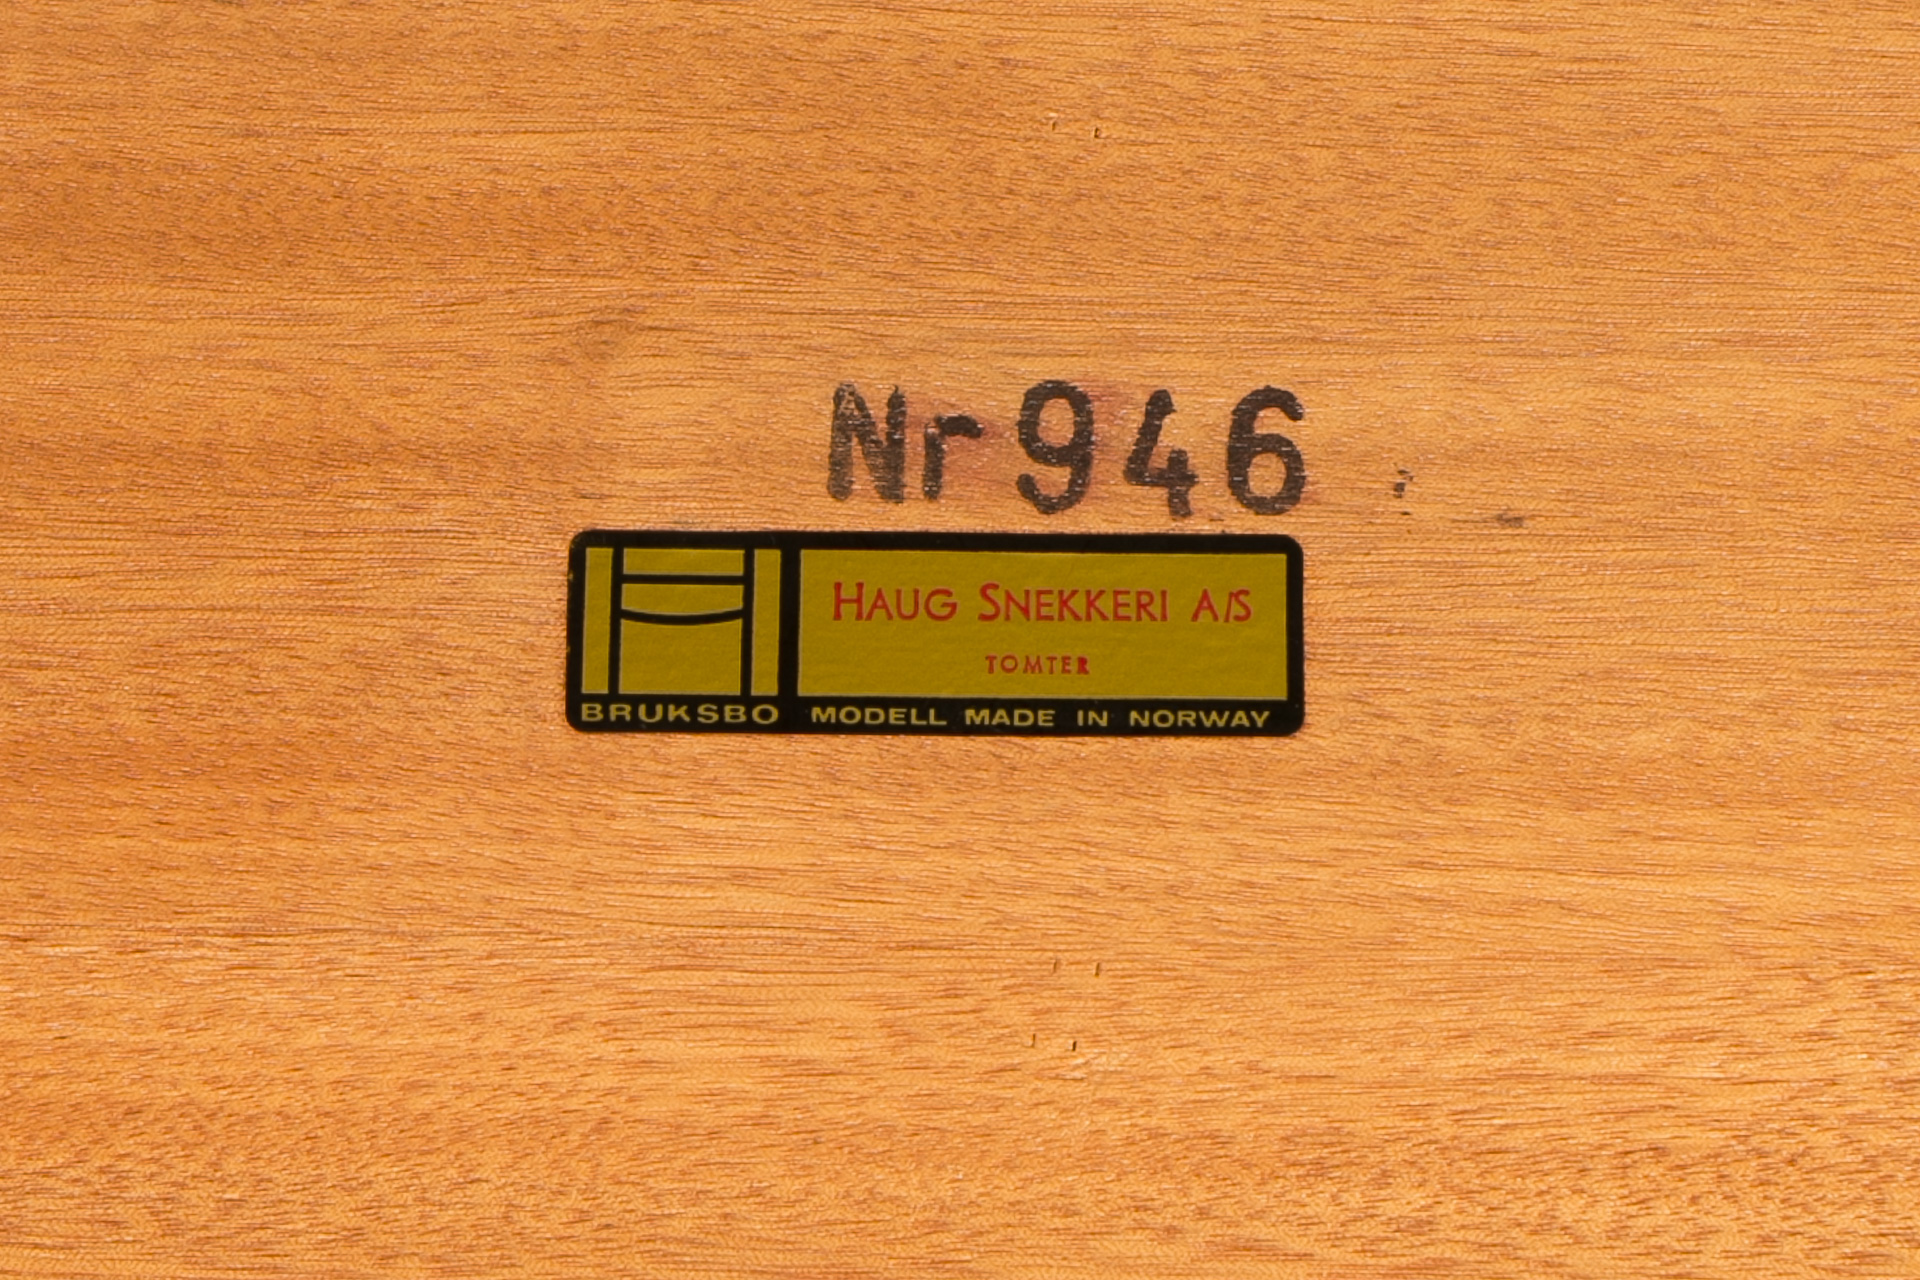 Nr 946
HAUG SNEKKERI A/S
TOMTER
BRUKSBO MODELL MADE IN NORWAY